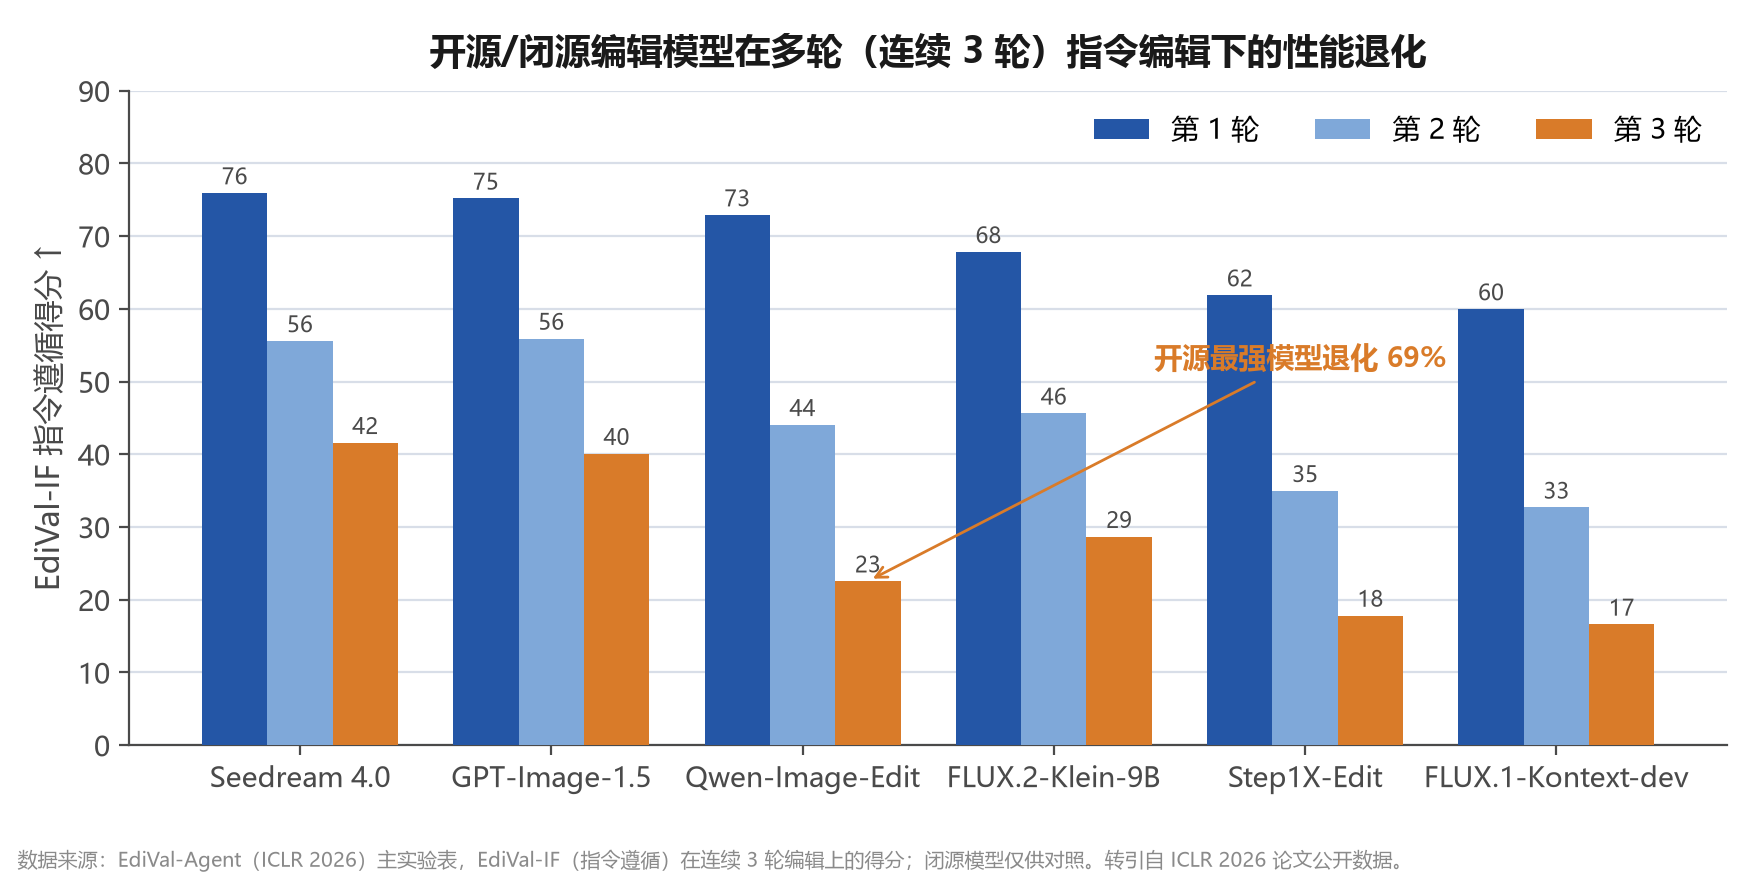 开源/闭源编辑模型在多轮（连续 3 轮）指令编辑下的性能退化
第 1 轮 第 2 轮 第 3 轮
EdiVal-IF 指令遵循得分 ↑
90
80
70
60
50
40
30
20
10
0
76 56 42
75 56 40
73 44 23
68 46 29
62 35 18
60 33 17
开源最强模型退化 69%
Seedream 4.0 GPT-Image-1.5 Qwen-Image-Edit FLUX.2-Klein-9B Step1X-Edit FLUX.1-Kontext-dev
数据来源：EdiVal-Agent（ICLR 2026）主实验表，EdiVal-IF（指令遵循）在连续 3 轮编辑上的得分；闭源模型仅供对照。转引自 ICLR 2026 论文公开数据。